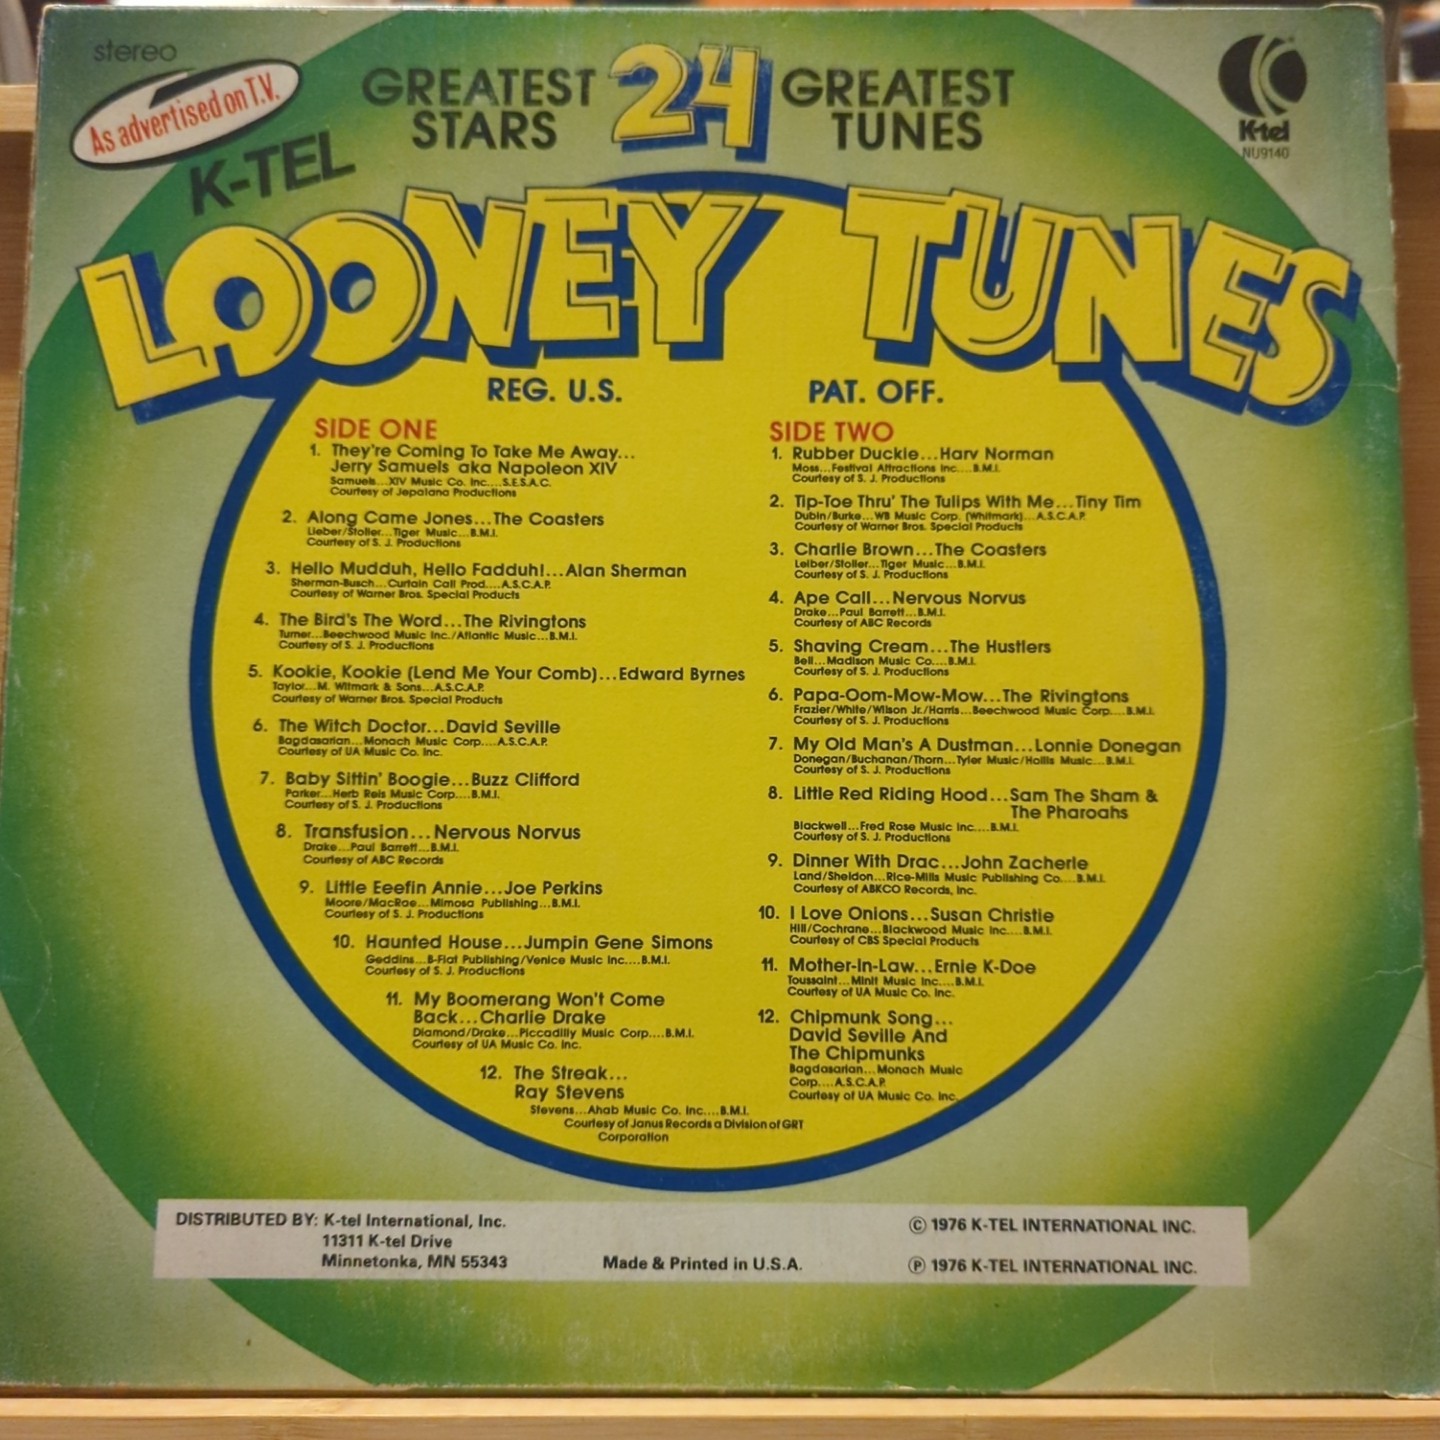 stereo
As advertised on T.V.
K-TEL
GREATEST STARS
24
GREATEST TUNES
K-tel
NU9140
LOONEY TUNES
REG. U.S. PAT. OFF.
SIDE ONE
1. They're Coming To Take Me Away...
Jerry Samuels aka Napoleon XIV
Samuels...XIV Music Co. Inc....S.E.S.A.C.
Courtesy of Jepalana Productions
2. Along Came Jones...The Coasters
Lieber/Stoller...Tiger Music...B.M.I.
Courtesy of S. J. Productions
3. Hello Mudduh, Hello Fadduh!...Alan Sherman
Sherman-Busch...Curtain Call Prod....A.S.C.A.P.
Courtesy of Warner Bros. Special Products
4. The Bird's The Word...The Rivingtons
Turner...Beechwood Music Inc./Atlantic Music...B.M.I.
Courtesy of S. J. Productions
5. Kookie, Kookie (Lend Me Your Comb)...Edward Byrnes
Taylor...M. Witmark & Sons...A.S.C.A.P.
Courtesy of Warner Bros. Special Products
6. The Witch Doctor...David Seville
Bagdasarian...Monach Music Corp....A.S.C.A.P.
Courtesy of UA Music Co. Inc.
7. Baby Sittin' Boogie...Buzz Clifford
Parker...Herb Reis Music Corp....B.M.I.
Courtesy of S. J. Productions
8. Transfusion...Nervous Norvus
Drake...Paul Barrett...B.M.I.
Courtesy of ABC Records
9. Little Eeefin Annie...Joe Perkins
Moore/MacRae...Mimosa Publishing...B.M.I.
Courtesy of S. J. Productions
10. Haunted House...Jumpin Gene Simons
Geddins...B-Flat Publishing/Venice Music Inc....B.M.I.
Courtesy of S. J. Productions
11. My Boomerang Won't Come
Back...Charlie Drake
Diamond/Drake...Piccadilly Music Corp....B.M.I.
Courtesy of UA Music Co. Inc.
12. The Streak...
Ray Stevens
Stevens...Ahab Music Co. Inc....B.M.I.
Courtesy of Janus Records a Division of GRT
Corporation
SIDE TWO
1. Rubber Duckie...Harv Norman
Moss...Festival Attractions Inc....B.M.I.
Courtesy of S. J. Productions
2. Tip-Toe Thru' The Tulips With Me...Tiny Tim
Dubin/Burke...WB Music Corp. (Whitmark)...A.S.C.A.P.
Courtesy of Warner Bros. Special Products
3. Charlie Brown...The Coasters
Leiber/Stoller...Tiger Music...B.M.I.
Courtesy of S. J. Productions
4. Ape Call...Nervous Norvus
Drake...Paul Barrett...B.M.I.
Courtesy of ABC Records
5. Shaving Cream...The Hustlers
Bell...Madison Music Co....B.M.I.
Courtesy of S. J. Productions
6. Papa-Oom-Mow-Mow...The Rivingtons
Frazier/White/Wilson Jr./Harris...Beechwood Music Corp....B.M.I.
Courtesy of S. J. Productions
7. My Old Man's A Dustman...Lonnie Donegan
Donegan/Buchanan/Thorn...Tyler Music/Hollis Music...B.M.I.
Courtesy of S. J. Productions
8. Little Red Riding Hood...Sam The Sham &
The Pharoahs
Blackwell...Fred Rose Music Inc....B.M.I.
Courtesy of S. J. Productions
9. Dinner With Drac...John Zacherle
Land/Sheldon...Rice-Mills Music Publishing Co....B.M.I.
Courtesy of ABKCO Records, Inc.
10. I Love Onions...Susan Christie
Hill/Cochrane...Blackwood Music Inc....B.M.I.
Courtesy of CBS Special Products
11. Mother-In-Law...Ernie K-Doe
Toussaint...Minit Music Inc....B.M.I.
Courtesy of UA Music Co. Inc.
12. Chipmunk Song...
David Seville And
The Chipmunks
Bagdasarian...Monach Music
Corp....A.S.C.A.P.
Courtesy of UA Music Co. Inc.
DISTRIBUTED BY: K-tel International, Inc.
11311 K-tel Drive
Minnetonka, MN 55343
Made & Printed in U.S.A.
© 1976 K-TEL INTERNATIONAL INC.
℗ 1976 K-TEL INTERNATIONAL INC.